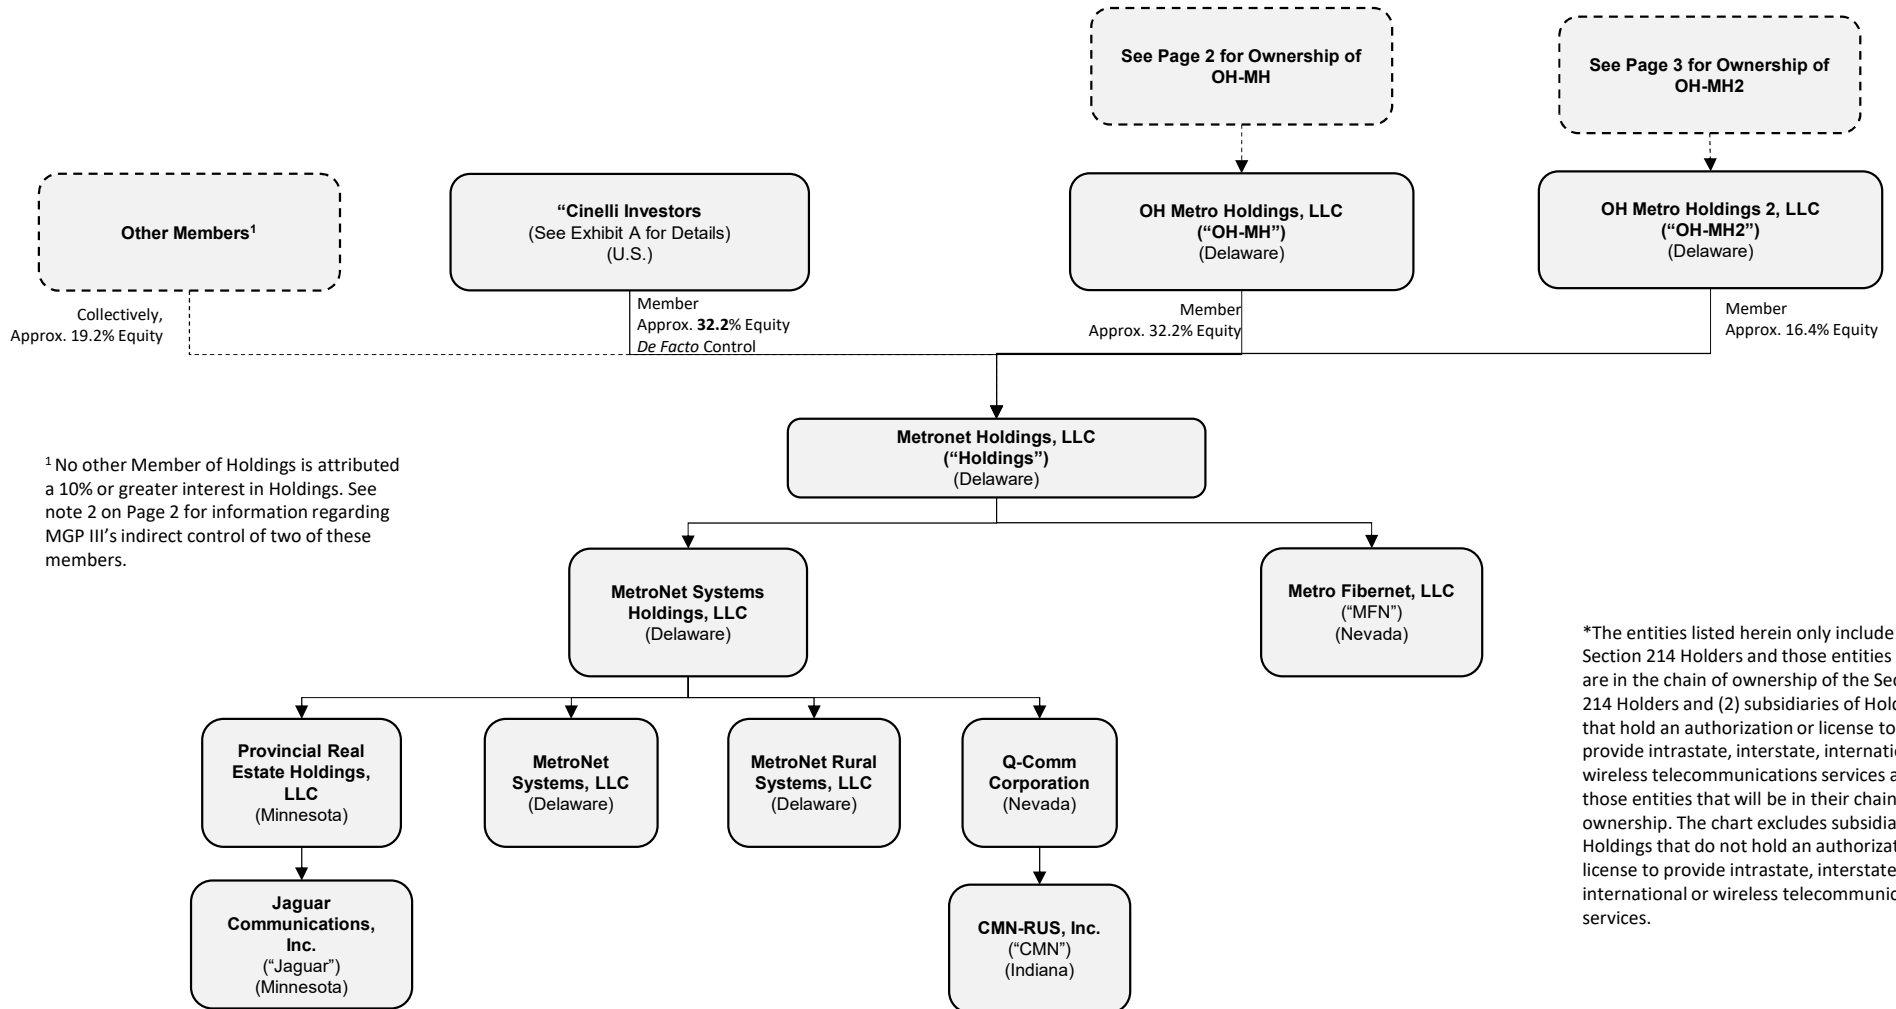 See Page 2 for Ownership of
OH-MH
See Page 3 for Ownership of
OH-MH2
Other Members¹
“Cinelli Investors
(See Exhibit A for Details)
(U.S.)
OH Metro Holdings, LLC
(“OH-MH”)
(Delaware)
OH Metro Holdings 2, LLC
(“OH-MH2”)
(Delaware)
Collectively,
Approx. 19.2% Equity
Member
Approx. 32.2% Equity
De Facto Control
Member
Approx. 32.2% Equity
Member
Approx. 16.4% Equity
Metronet Holdings, LLC
(“Holdings”)
(Delaware)
¹ No other Member of Holdings is attributed
a 10% or greater interest in Holdings. See
note 2 on Page 2 for information regarding
MGP III’s indirect control of two of these
members.
MetroNet Systems
Holdings, LLC
(Delaware)
Metro Fibernet, LLC
(“MFN”)
(Nevada)
Provincial Real
Estate Holdings,
LLC
(Minnesota)
MetroNet
Systems, LLC
(Delaware)
MetroNet Rural
Systems, LLC
(Delaware)
Q-Comm
Corporation
(Nevada)
Jaguar
Communications,
Inc.
(“Jaguar”)
(Minnesota)
CMN-RUS, Inc.
(“CMN”)
(Indiana)
*The entities listed herein only include
Section 214 Holders and those entities
are in the chain of ownership of the Sec
214 Holders and (2) subsidiaries of Hold
that hold an authorization or license to
provide intrastate, interstate, internatio
wireless telecommunications services a
those entities that will be in their chain
ownership. The chart excludes subsidia
Holdings that do not hold an authorizat
license to provide intrastate, interstate
international or wireless telecommunic
services.